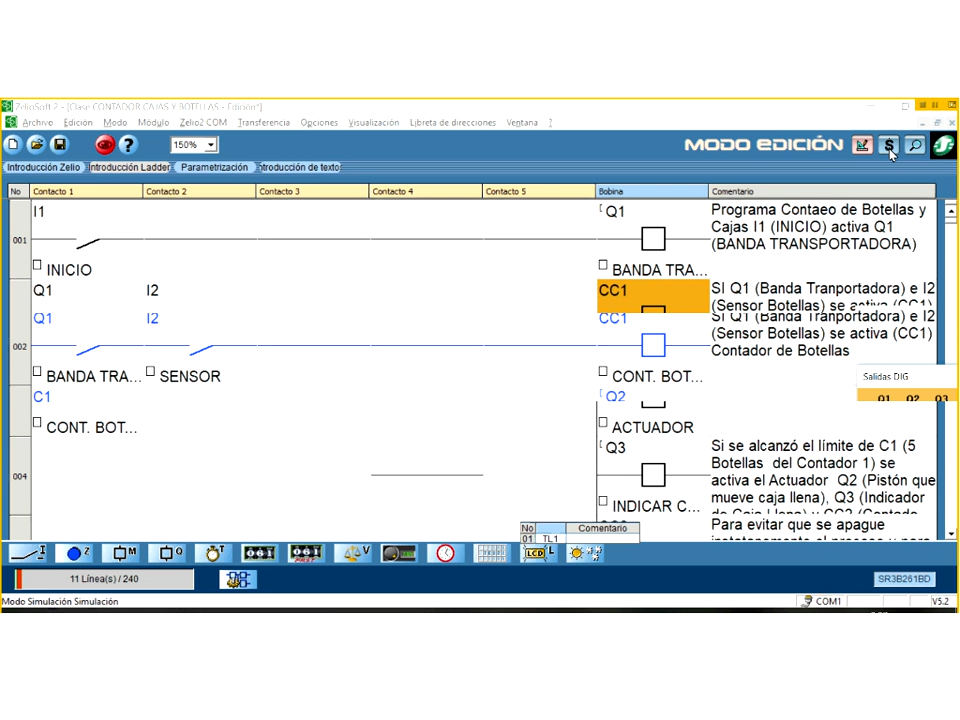 ZelioSoft 2 - [Clase CONTADOR CAJAS Y BOTELLAS - Edición*]
Archivo Edición Modo Módulo Zelio2 COM Transferencia Opciones Visualización Libreta de direcciones Ventana ?
150% MODO EDICIÓN
Introducción Zelio Introducción Ladder Parametrización ntroducción de textos
No Contacto 1 Contacto 2 Contacto 3 Contacto 4 Contacto 5 Bobina Comentario
I1 [ Q1 Programa Contaeo de Botellas y
Cajas I1 (INICIO) activa Q1
001 (BANDA TRANSPORTADORA)
INICIO BANDA TRA...
Q1 I2 CC1 SI Q1 (Banda Tranportadora) e I2
(Sensor Botellas) se activa (CC1)
Q1 I2 CC1 SI Q1 (Banda Tranportadora) e I2
(Sensor Botellas) se activa (CC1)
002 Contador de Botellas
BANDA TRA... SENSOR CONT. BOT... Salidas DIG
C1 [ Q2 Q1 Q2 Q3
CONT. BOT... ACTUADOR
[ Q3 Si se alcanzó el límite de C1 (5
Botellas del Contador 1) se
004 activa el Actuador Q2 (Pistón que
mueve caja llena), Q3 (Indicador
INDICAR C...
Para evitar que se apague
No Comentario
01 TL1
11 Línea(s) / 240 SR3B261BD
Modo Simulación Simulación COM1 V5.2